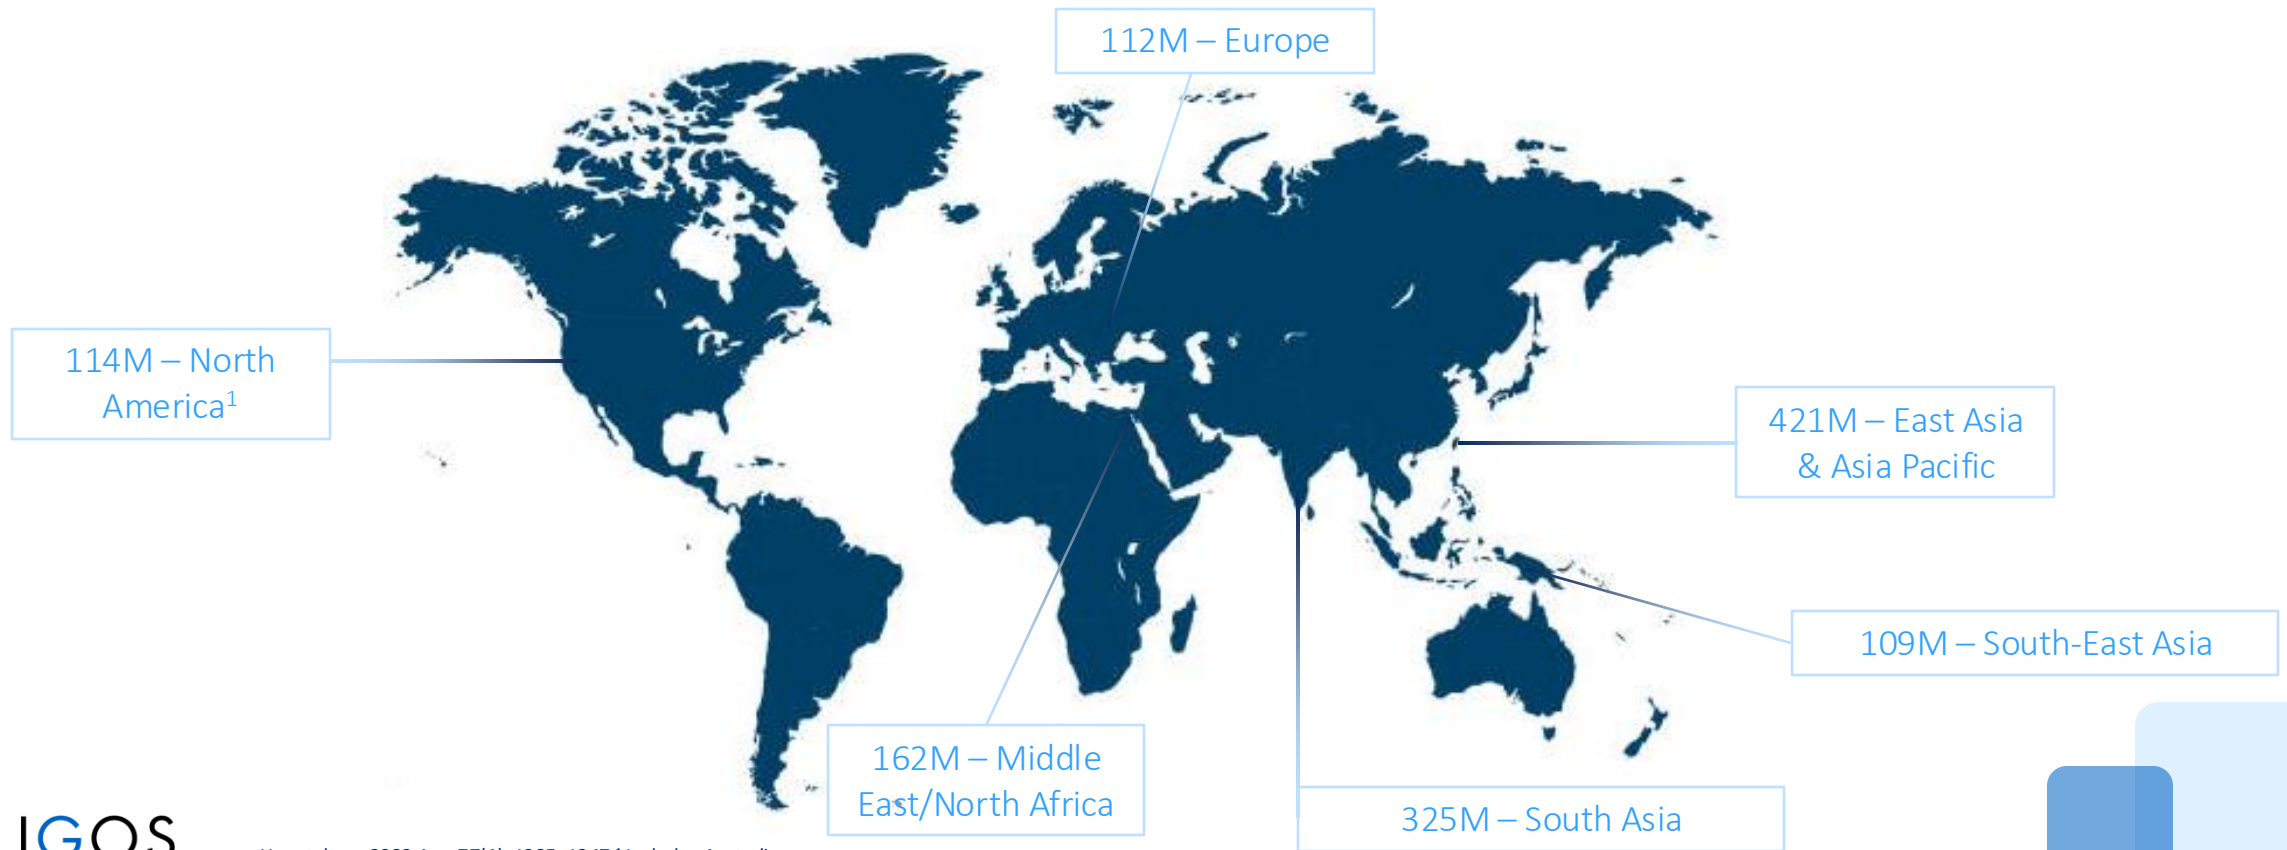 112M – Europe
114M – North
America¹
421M – East Asia
& Asia Pacific
109M – South-East Asia
162M – Middle
East/North Africa
325M – South Asia
IGOS